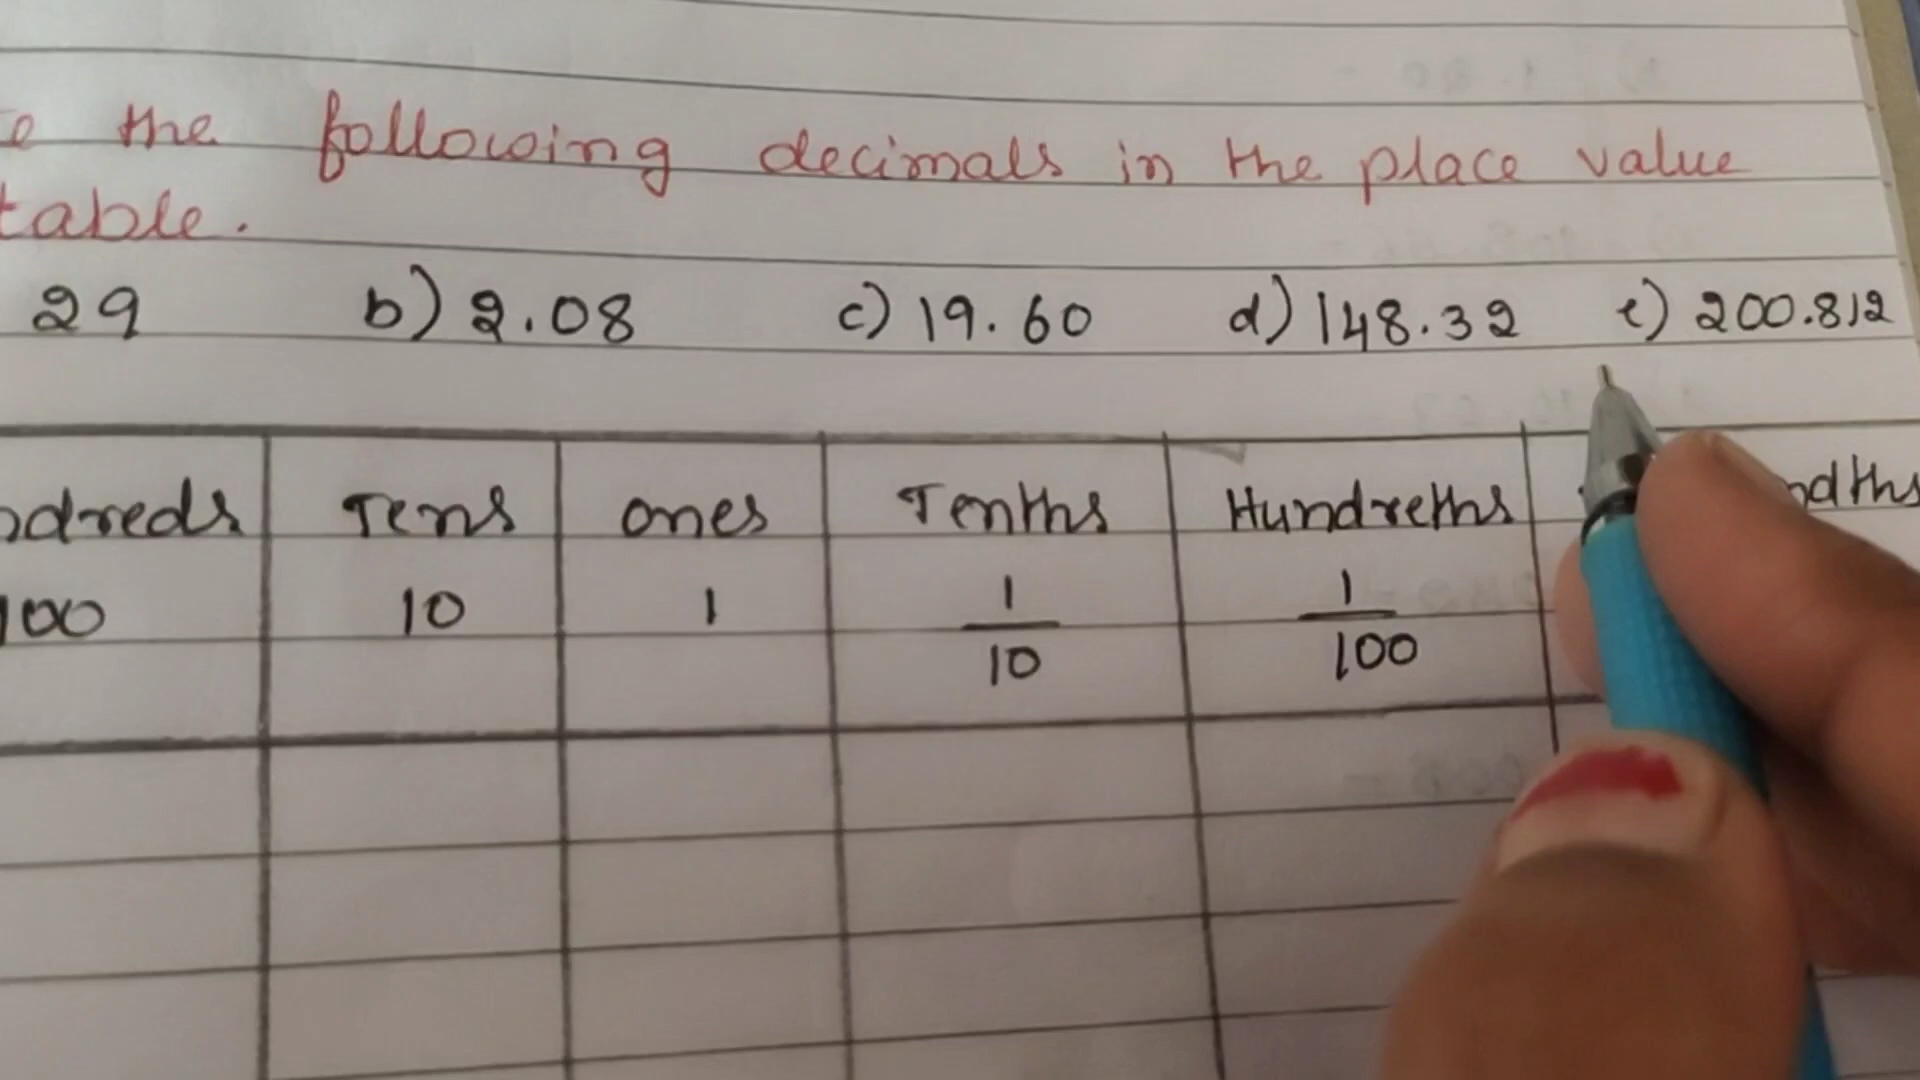 the following decimals in the place value
table.
29 b) 2.08 c) 19.60 d) 148.32 e) 200.812
Tens ones Tenths Hundreths
100 10 1 1/10 1/100